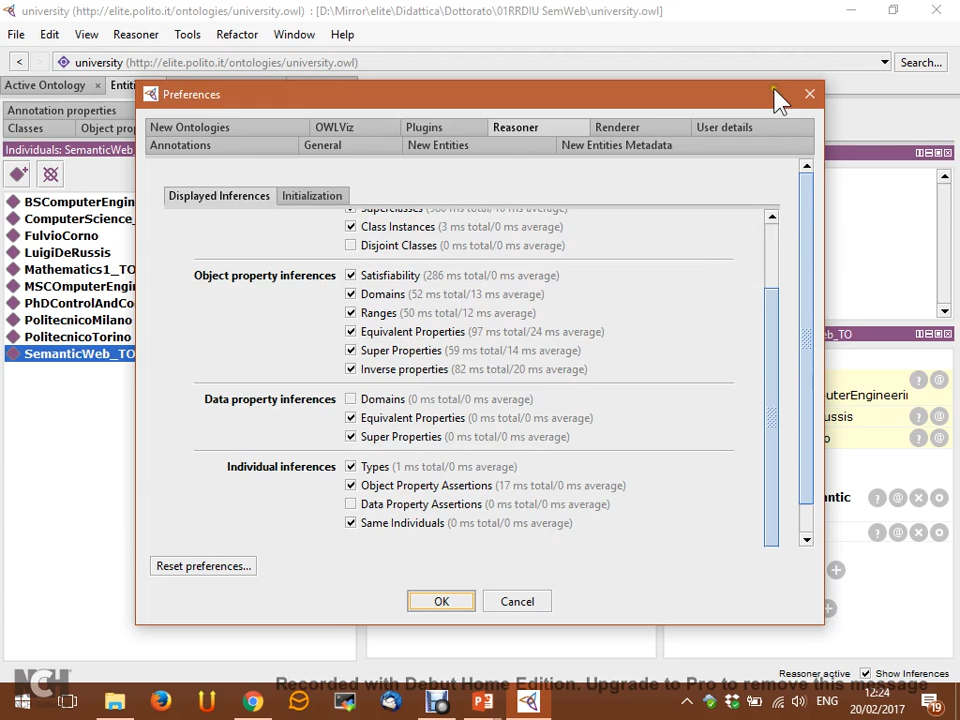 university (http://elite.polito.it/ontologies/university.owl) : [D:\Mirror\elite\Didattica\Dottorato\01RRDIU SemWeb\university.owl]
File Edit View Reasoner Tools Refactor Window Help
< university (http://elite.polito.it/ontologies/university.owl) Search...
Active Ontology × Entiti
Preferences
Annotation properties
Classes Object prop
Individuals: SemanticWeb_
New Ontologies OWLViz Plugins Reasoner Renderer User details
Annotations General New Entities New Entities Metadata
Displayed Inferences Initialization
BSComputerEngin
ComputerScience_
FulvioCorno
LuigiDeRussis
Mathematics1_TO
MSCOmputerEngin
PhDControlAndCo
PolitecnicoMilano
PolitecnicoTorino
SemanticWeb_TO
Class Instances (3 ms total/0 ms average)
Disjoint Classes (0 ms total/0 ms average)
Object property inferences Satisfiability (286 ms total/0 ms average)
Domains (52 ms total/13 ms average)
Ranges (50 ms total/12 ms average)
Equivalent Properties (97 ms total/24 ms average)
Super Properties (59 ms total/14 ms average)
Inverse properties (82 ms total/20 ms average)
Data property inferences Domains (0 ms total/0 ms average)
Equivalent Properties (0 ms total/0 ms average)
Super Properties (0 ms total/0 ms average)
Individual inferences Types (1 ms total/0 ms average)
Object Property Assertions (17 ms total/0 ms average)
Data Property Assertions (0 ms total/0 ms average)
Same Individuals (0 ms total/0 ms average)
Reset preferences...
OK Cancel
b_TO
uterEngineerin
ussis
o
antic
Reasoner active Show Inferences
NCH
Recorded with Debut Home Edition. Upgrade to Pro to remove this message
ENG
12:24
20/02/2017
19